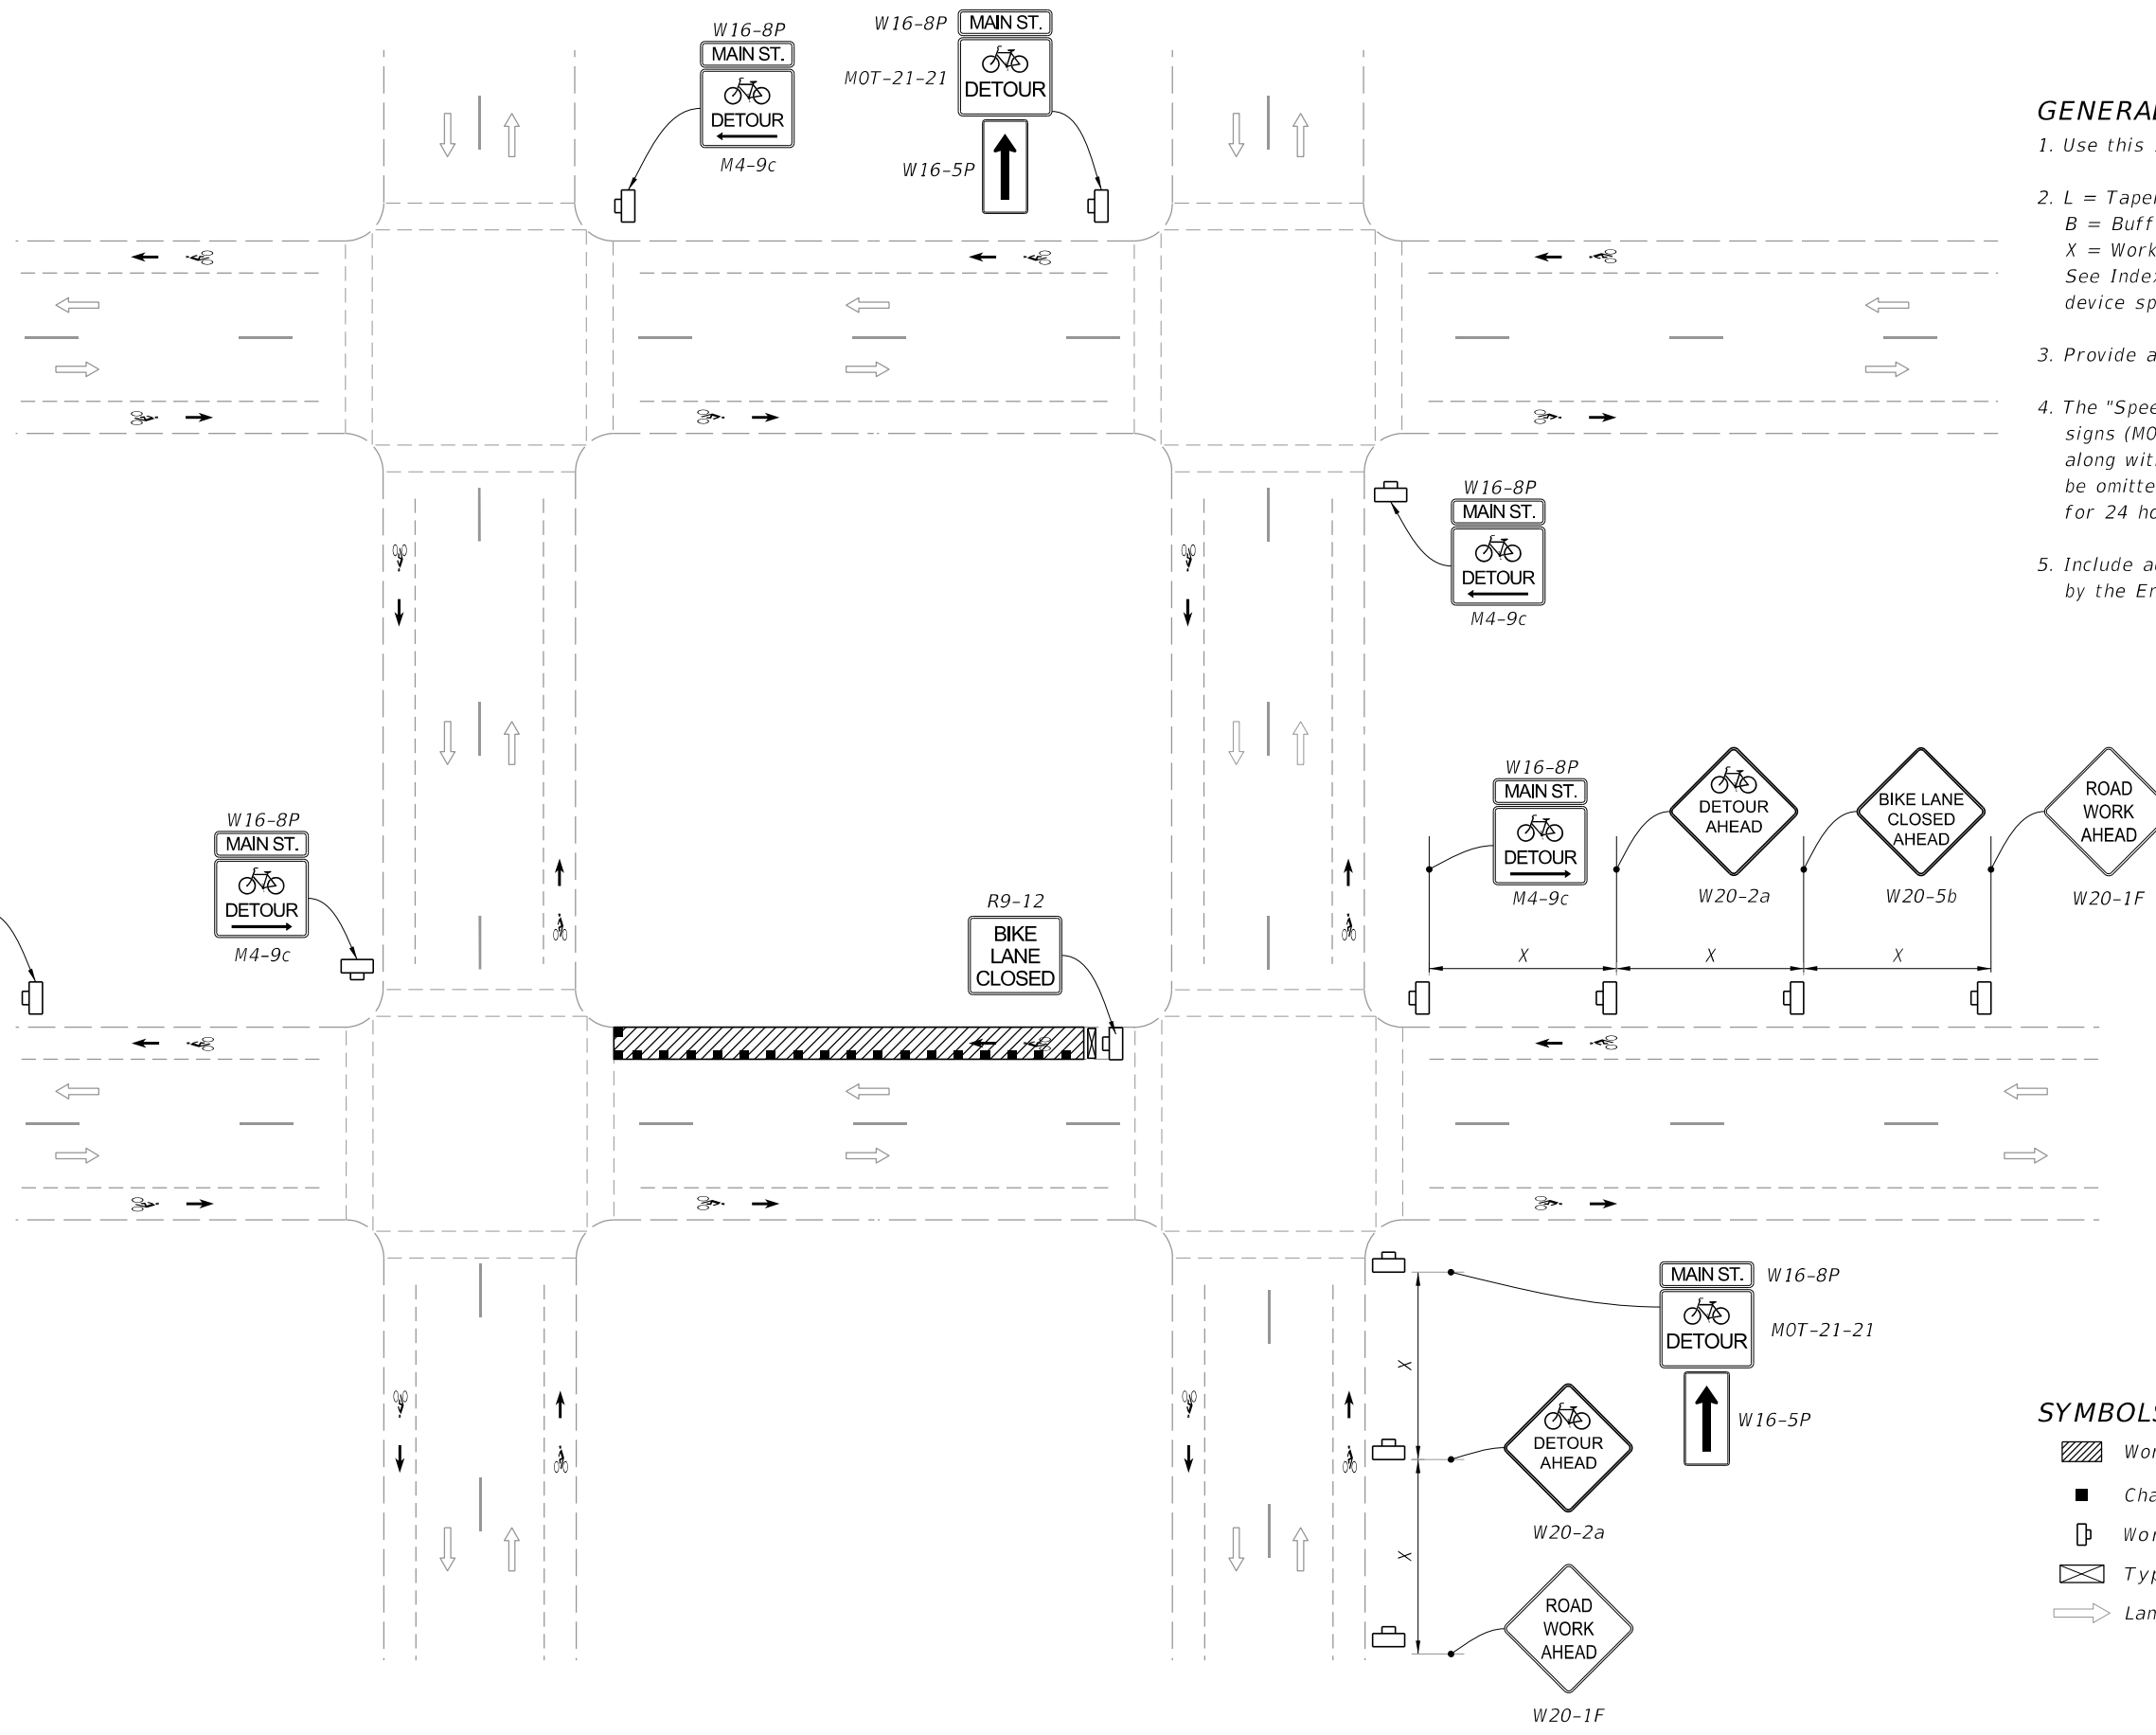 W16-8P
MAIN ST.
DETOUR
M4-9c
W16-8P
MAIN ST.
MOT-21-21
DETOUR
W16-5P
W16-8P
MAIN ST.
DETOUR
M4-9c
W16-8P
MAIN ST.
DETOUR
M4-9c
R9-12
BIKE
LANE
CLOSED
W16-8P
MAIN ST.
DETOUR
M4-9c
DETOUR
AHEAD
W20-2a
BIKE LANE
CLOSED
AHEAD
W20-5b
ROAD
WORK
AHEAD
W20-1F
X
X
X
MAIN ST.
W16-8P
DETOUR
MOT-21-21
W16-5P
X
DETOUR
AHEAD
W20-2a
X
ROAD
WORK
AHEAD
W20-1F
GENERAL
1. Use this
2. L = Taper
B = Buff
X = Work
See Index
device sp
3. Provide a
4. The "Spee
signs (MO
along wit
be omitte
for 24 ho
5. Include a
by the En
SYMBOLS
Wor
Cha
Wor
Typ
Lan